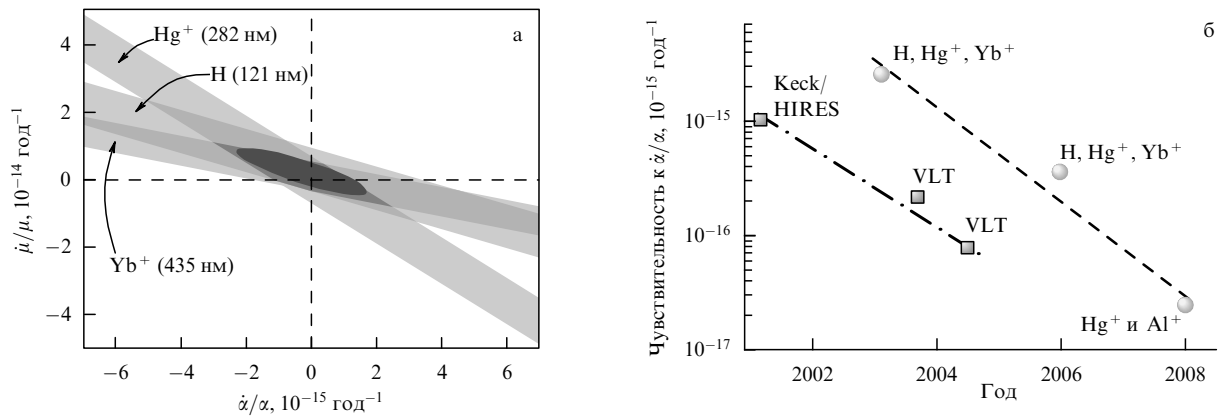 а
Hg⁺ (282 нм)
H (121 нм)
Yb⁺ (435 нм)
μ̇/μ, 10⁻¹⁴ год⁻¹
4
2
0
−2
−4
−6 −4 −2 0 2 4 6
α̇/α, 10⁻¹⁵ год⁻¹
б
Чувствительность к α̇/α, 10⁻¹⁵ год⁻¹
10⁻¹⁵
10⁻¹⁶
10⁻¹⁷
H, Hg⁺, Yb⁺
Keck/
HIRES
H, Hg⁺, Yb⁺
VLT
VLT
Hg⁺ и Al⁺
2002 2004 2006 2008
Год